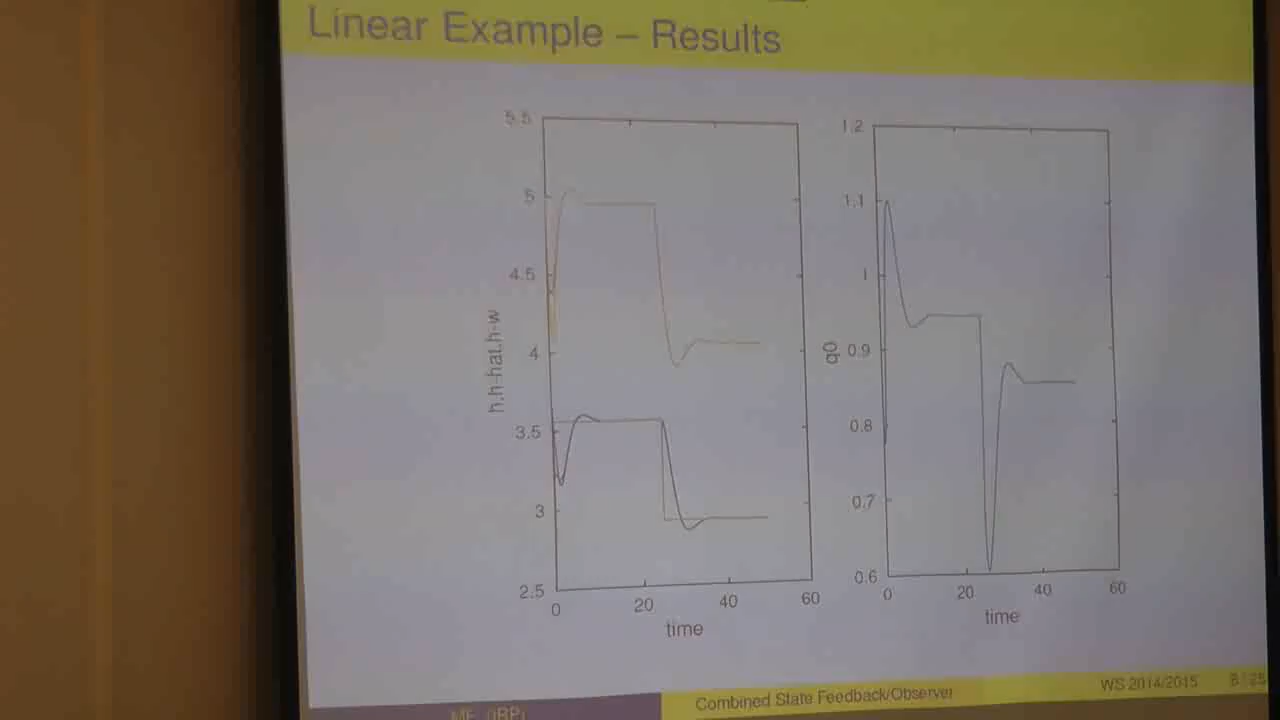 Linear Example – Results
5.5
5
4.5
4
3.5
3
2.5
0
20
40
60
time
h.h-hat.h-w
1.2
1.1
1
0.9
0.8
0.7
0.6
0
20
40
60
time
q0
Combined State Feedback/Observer
WS 2014/2015
8 / 25